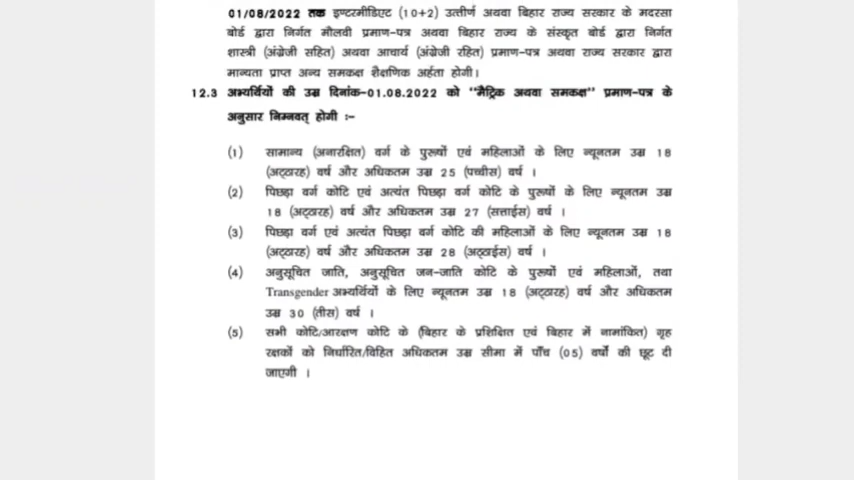 01/08/2022 तक इण्टरमीडिएट (10+2) उत्तीर्ण अथवा बिहार राज्य सरकार के मदरसा
बोर्ड द्वारा निर्गत मौलवी प्रमाण-पत्र अथवा बिहार राज्य के संस्कृत बोर्ड द्वारा निर्गत
शास्त्री (अंग्रेजी सहित) अथवा आचार्य (अंग्रेजी रहित) प्रमाण-पत्र अथवा राज्य सरकार द्वारा
मान्यता प्राप्त अन्य समकक्ष शैक्षणिक अर्हता होगी।
12.3 अभ्यर्थियों की उम्र दिनांक-01.08.2022 को "मैट्रिक अथवा समकक्ष" प्रमाण-पत्र के
अनुसार निम्नवत् होगी :-
(1) सामान्य (अनारक्षित) वर्ग के पुरूषों एवं महिलाओं के लिए न्यूनतम उम्र 18
(अट्ठारह) वर्ष और अधिकतम उम्र 25 (पच्चीस) वर्ष ।
(2) पिछड़ा वर्ग कोटि एवं अत्यंत पिछड़ा वर्ग कोटि के पुरूषों के लिए न्यूनतम उम्र
18 (अट्ठारह) वर्ष और अधिकतम उम्र 27 (सत्ताईस) वर्ष ।
(3) पिछड़ा वर्ग एवं अत्यंत पिछड़ा वर्ग कोटि की महिलाओं के लिए न्यूनतम उम्र 18
(अट्ठारह) वर्ष और अधिकतम उम्र 28 (अट्ठाईस) वर्ष ।
(4) अनुसूचित जाति, अनुसूचित जन-जाति कोटि के पुरूषों एवं महिलाओं, तथा
Transgender अभ्यर्थियों के लिए न्यूनतम उम्र 18 (अट्ठारह) वर्ष और अधिकतम
उम्र 30 (तीस) वर्ष ।
(5) सभी कोटि/आरक्षण कोटि के (बिहार के प्रशिक्षित एवं बिहार में नामांकित) गृह
रक्षकों को निर्धारित/विहित अधिकतम उम्र सीमा में पाँच (05) वर्षों की छूट दी
जाएगी ।